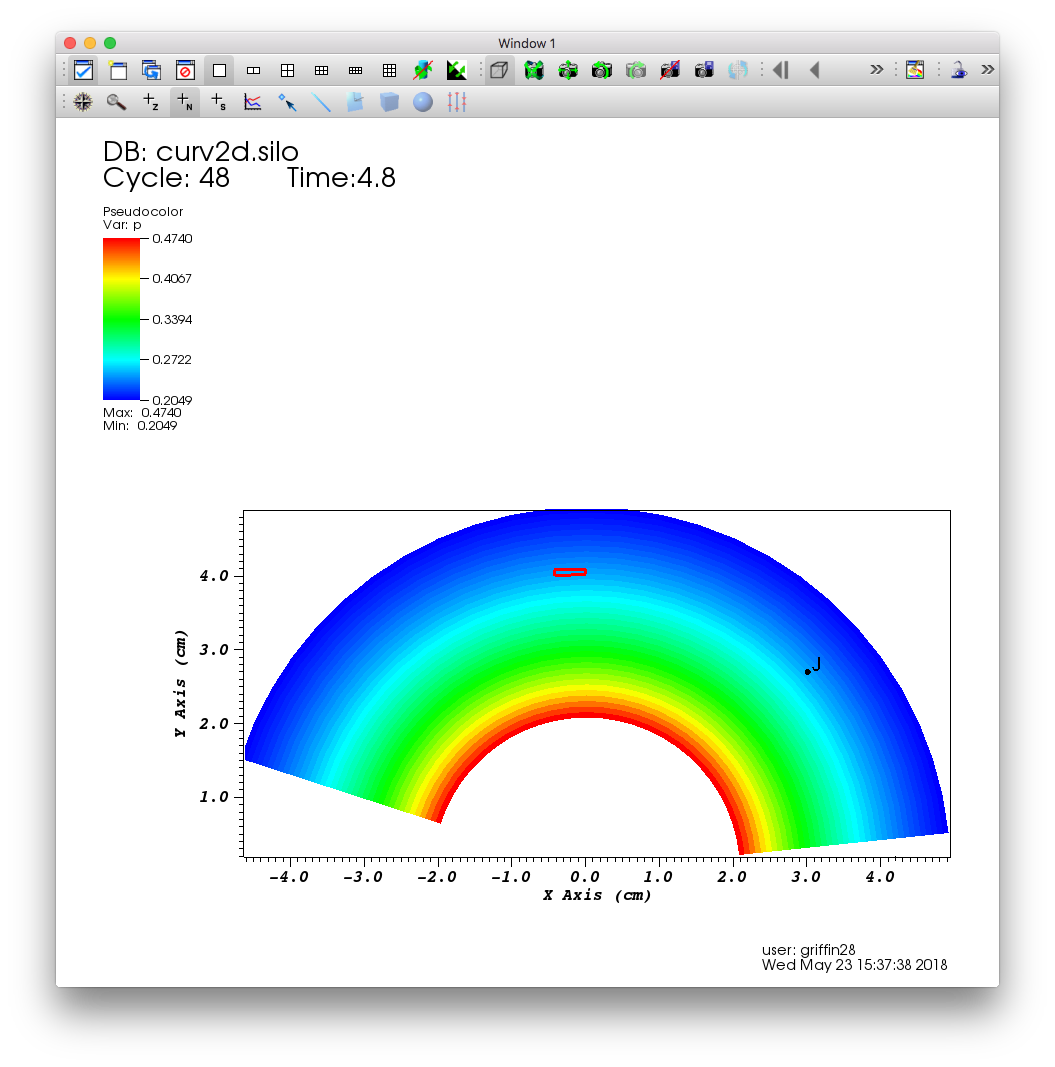 Window 1
DB: curv2d.silo
Cycle: 48 Time:4.8
Pseudocolor
Var: p
0.4740
0.4067
0.3394
0.2722
0.2049
Max: 0.4740
Min: 0.2049
J
4.0
3.0
2.0
1.0
Y Axis (cm)
-4.0 -3.0 -2.0 -1.0 0.0 1.0 2.0 3.0 4.0
X Axis (cm)
user: griffin28
Wed May 23 15:37:38 2018